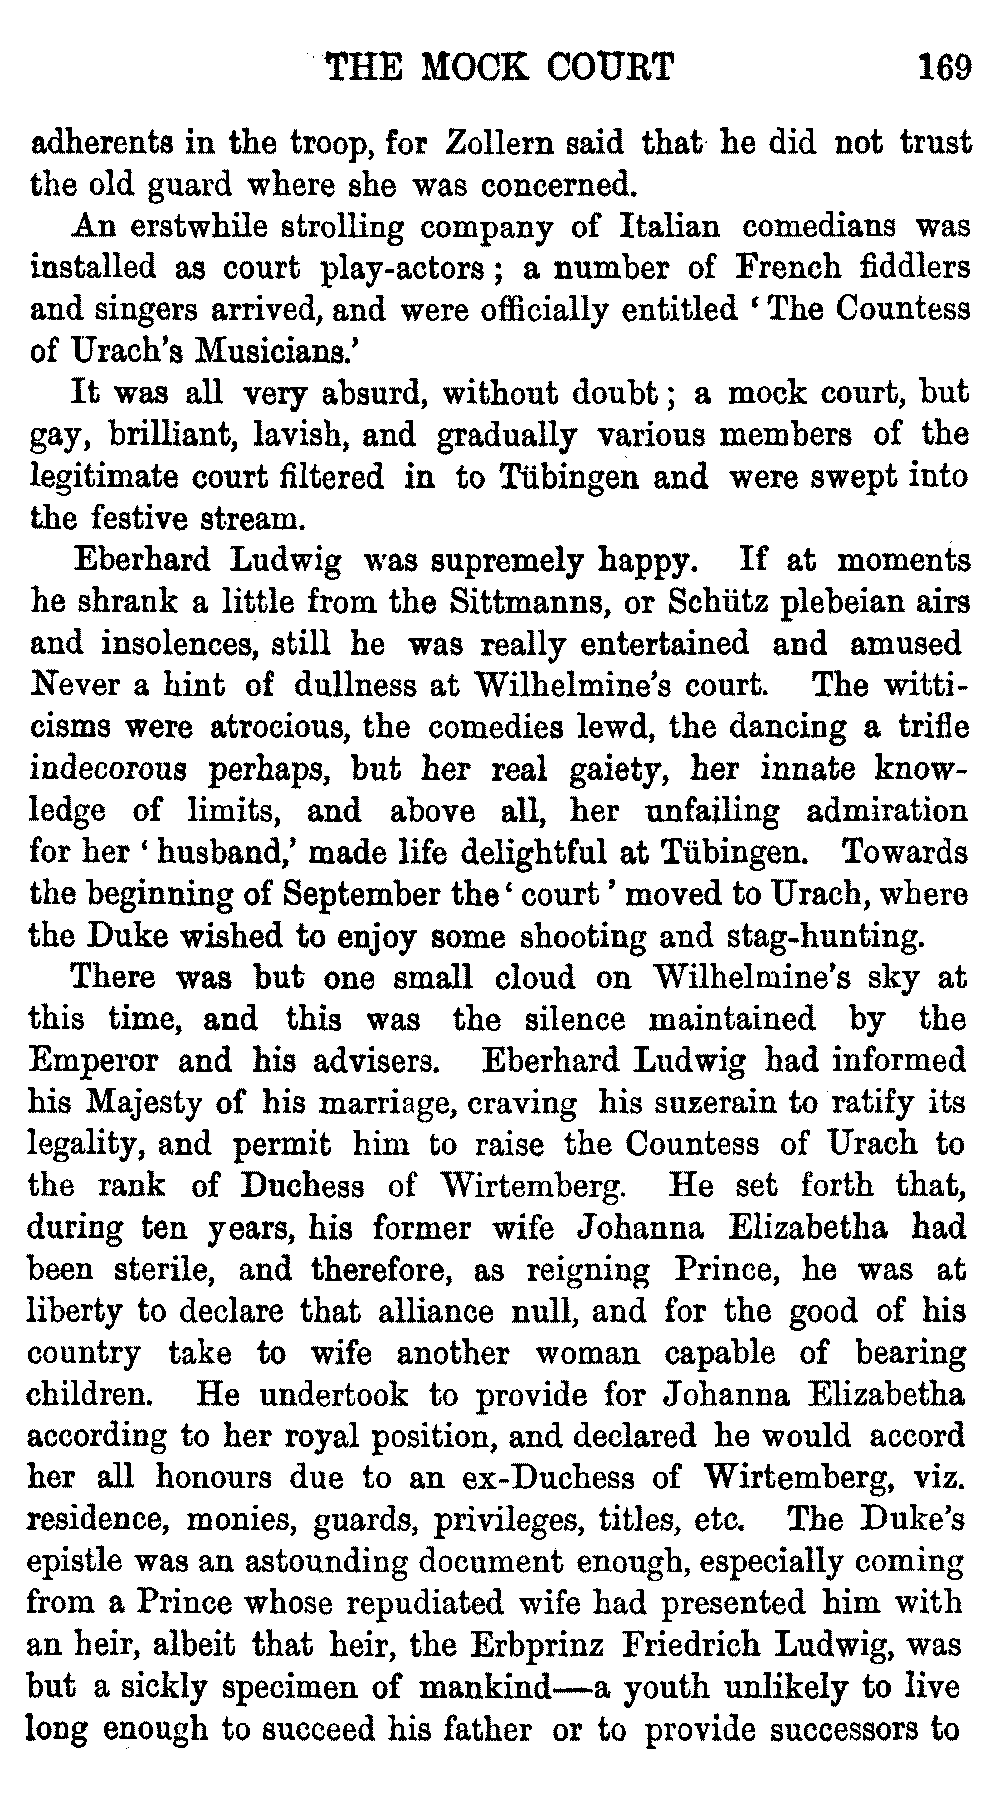 THE MOCK COURT 169
adherents in the troop, for Zollern said that he did not trust
the old guard where she was concerned.
An erstwhile strolling company of Italian comedians was
installed as court play-actors ; a number of French fiddlers
and singers arrived, and were officially entitled ‘ The Countess
of Urach’s Musicians.’
It was all very absurd, without doubt ; a mock court, but
gay, brilliant, lavish, and gradually various members of the
legitimate court filtered in to Tübingen and were swept into
the festive stream.
Eberhard Ludwig was supremely happy. If at moments
he shrank a little from the Sittmanns, or Schütz plebeian airs
and insolences, still he was really entertained and amused
Never a hint of dullness at Wilhelmine’s court. The witti-
cisms were atrocious, the comedies lewd, the dancing a trifle
indecorous perhaps, but her real gaiety, her innate know-
ledge of limits, and above all, her unfailing admiration
for her ‘ husband,’ made life delightful at Tübingen. Towards
the beginning of September the ‘ court ’ moved to Urach, where
the Duke wished to enjoy some shooting and stag-hunting.
There was but one small cloud on Wilhelmine’s sky at
this time, and this was the silence maintained by the
Emperor and his advisers. Eberhard Ludwig had informed
his Majesty of his marriage, craving his suzerain to ratify its
legality, and permit him to raise the Countess of Urach to
the rank of Duchess of Wirtemberg. He set forth that,
during ten years, his former wife Johanna Elizabetha had
been sterile, and therefore, as reigning Prince, he was at
liberty to declare that alliance null, and for the good of his
country take to wife another woman capable of bearing
children. He undertook to provide for Johanna Elizabetha
according to her royal position, and declared he would accord
her all honours due to an ex-Duchess of Wirtemberg, viz.
residence, monies, guards, privileges, titles, etc. The Duke’s
epistle was an astounding document enough, especially coming
from a Prince whose repudiated wife had presented him with
an heir, albeit that heir, the Erbprinz Friedrich Ludwig, was
but a sickly specimen of mankind—a youth unlikely to live
long enough to succeed his father or to provide successors to